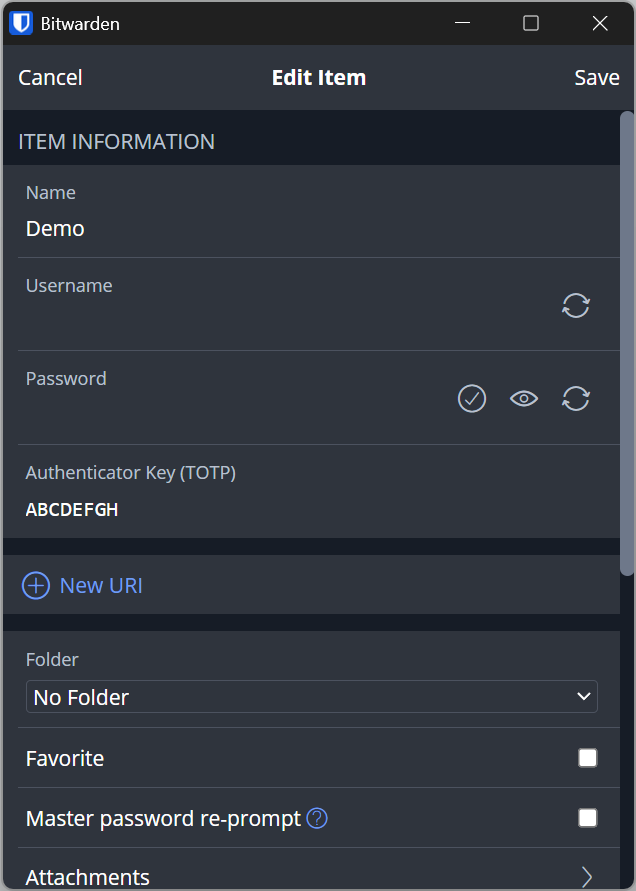 Bitwarden
Cancel Edit Item Save
ITEM INFORMATION
Name
Demo
Username
Password
Authenticator Key (TOTP)
ABCDEFGH
New URI
Folder
No Folder
Favorite
Master password re-prompt
Attachments